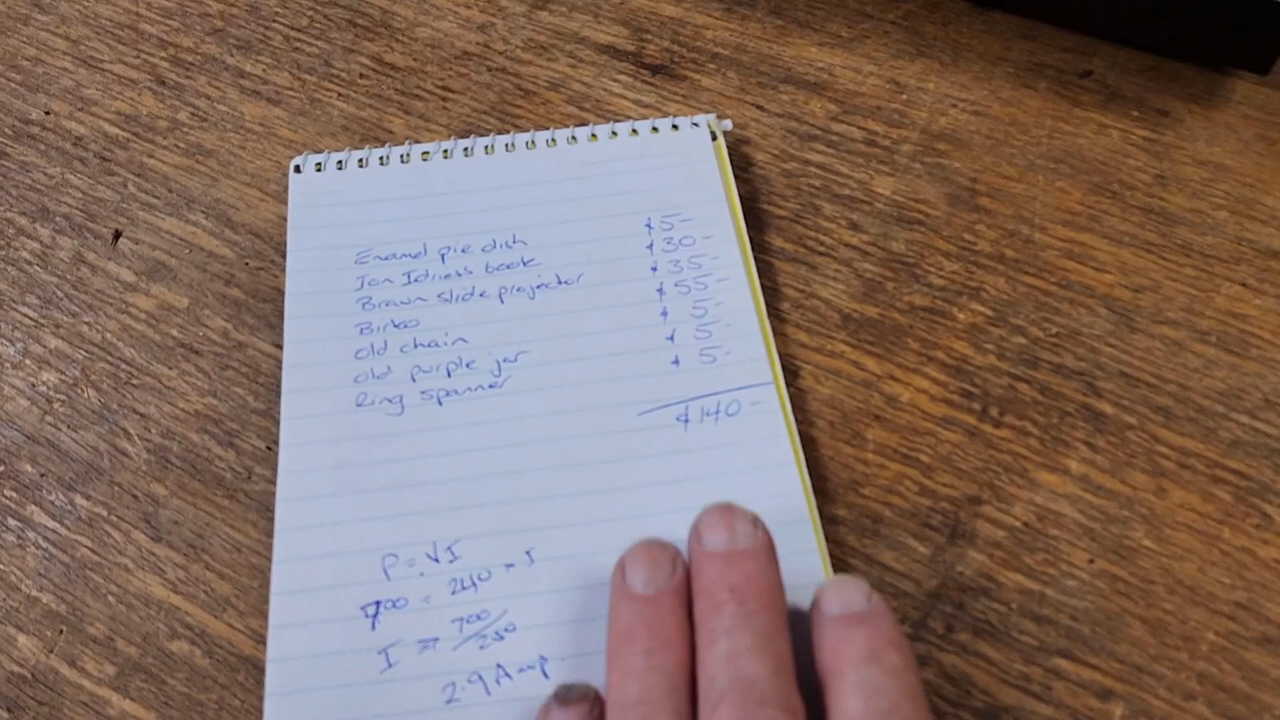 Enamel pie dish $5-
Ion Idriess book $30-
Braun slide projector $35-
Birko $55-
Old chain $5-
Old purple jar $5-
Ring spanner $5-
$140-
P = VI
700 = 240 × I
I = 700/240
2.9 Amp